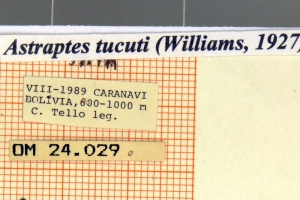 Astraptes tucuti (Williams, 1927)
VIII-1989 CARANAVI
BOLIVIA, 600-1000 m
C. Tello leg.
OM 24.029